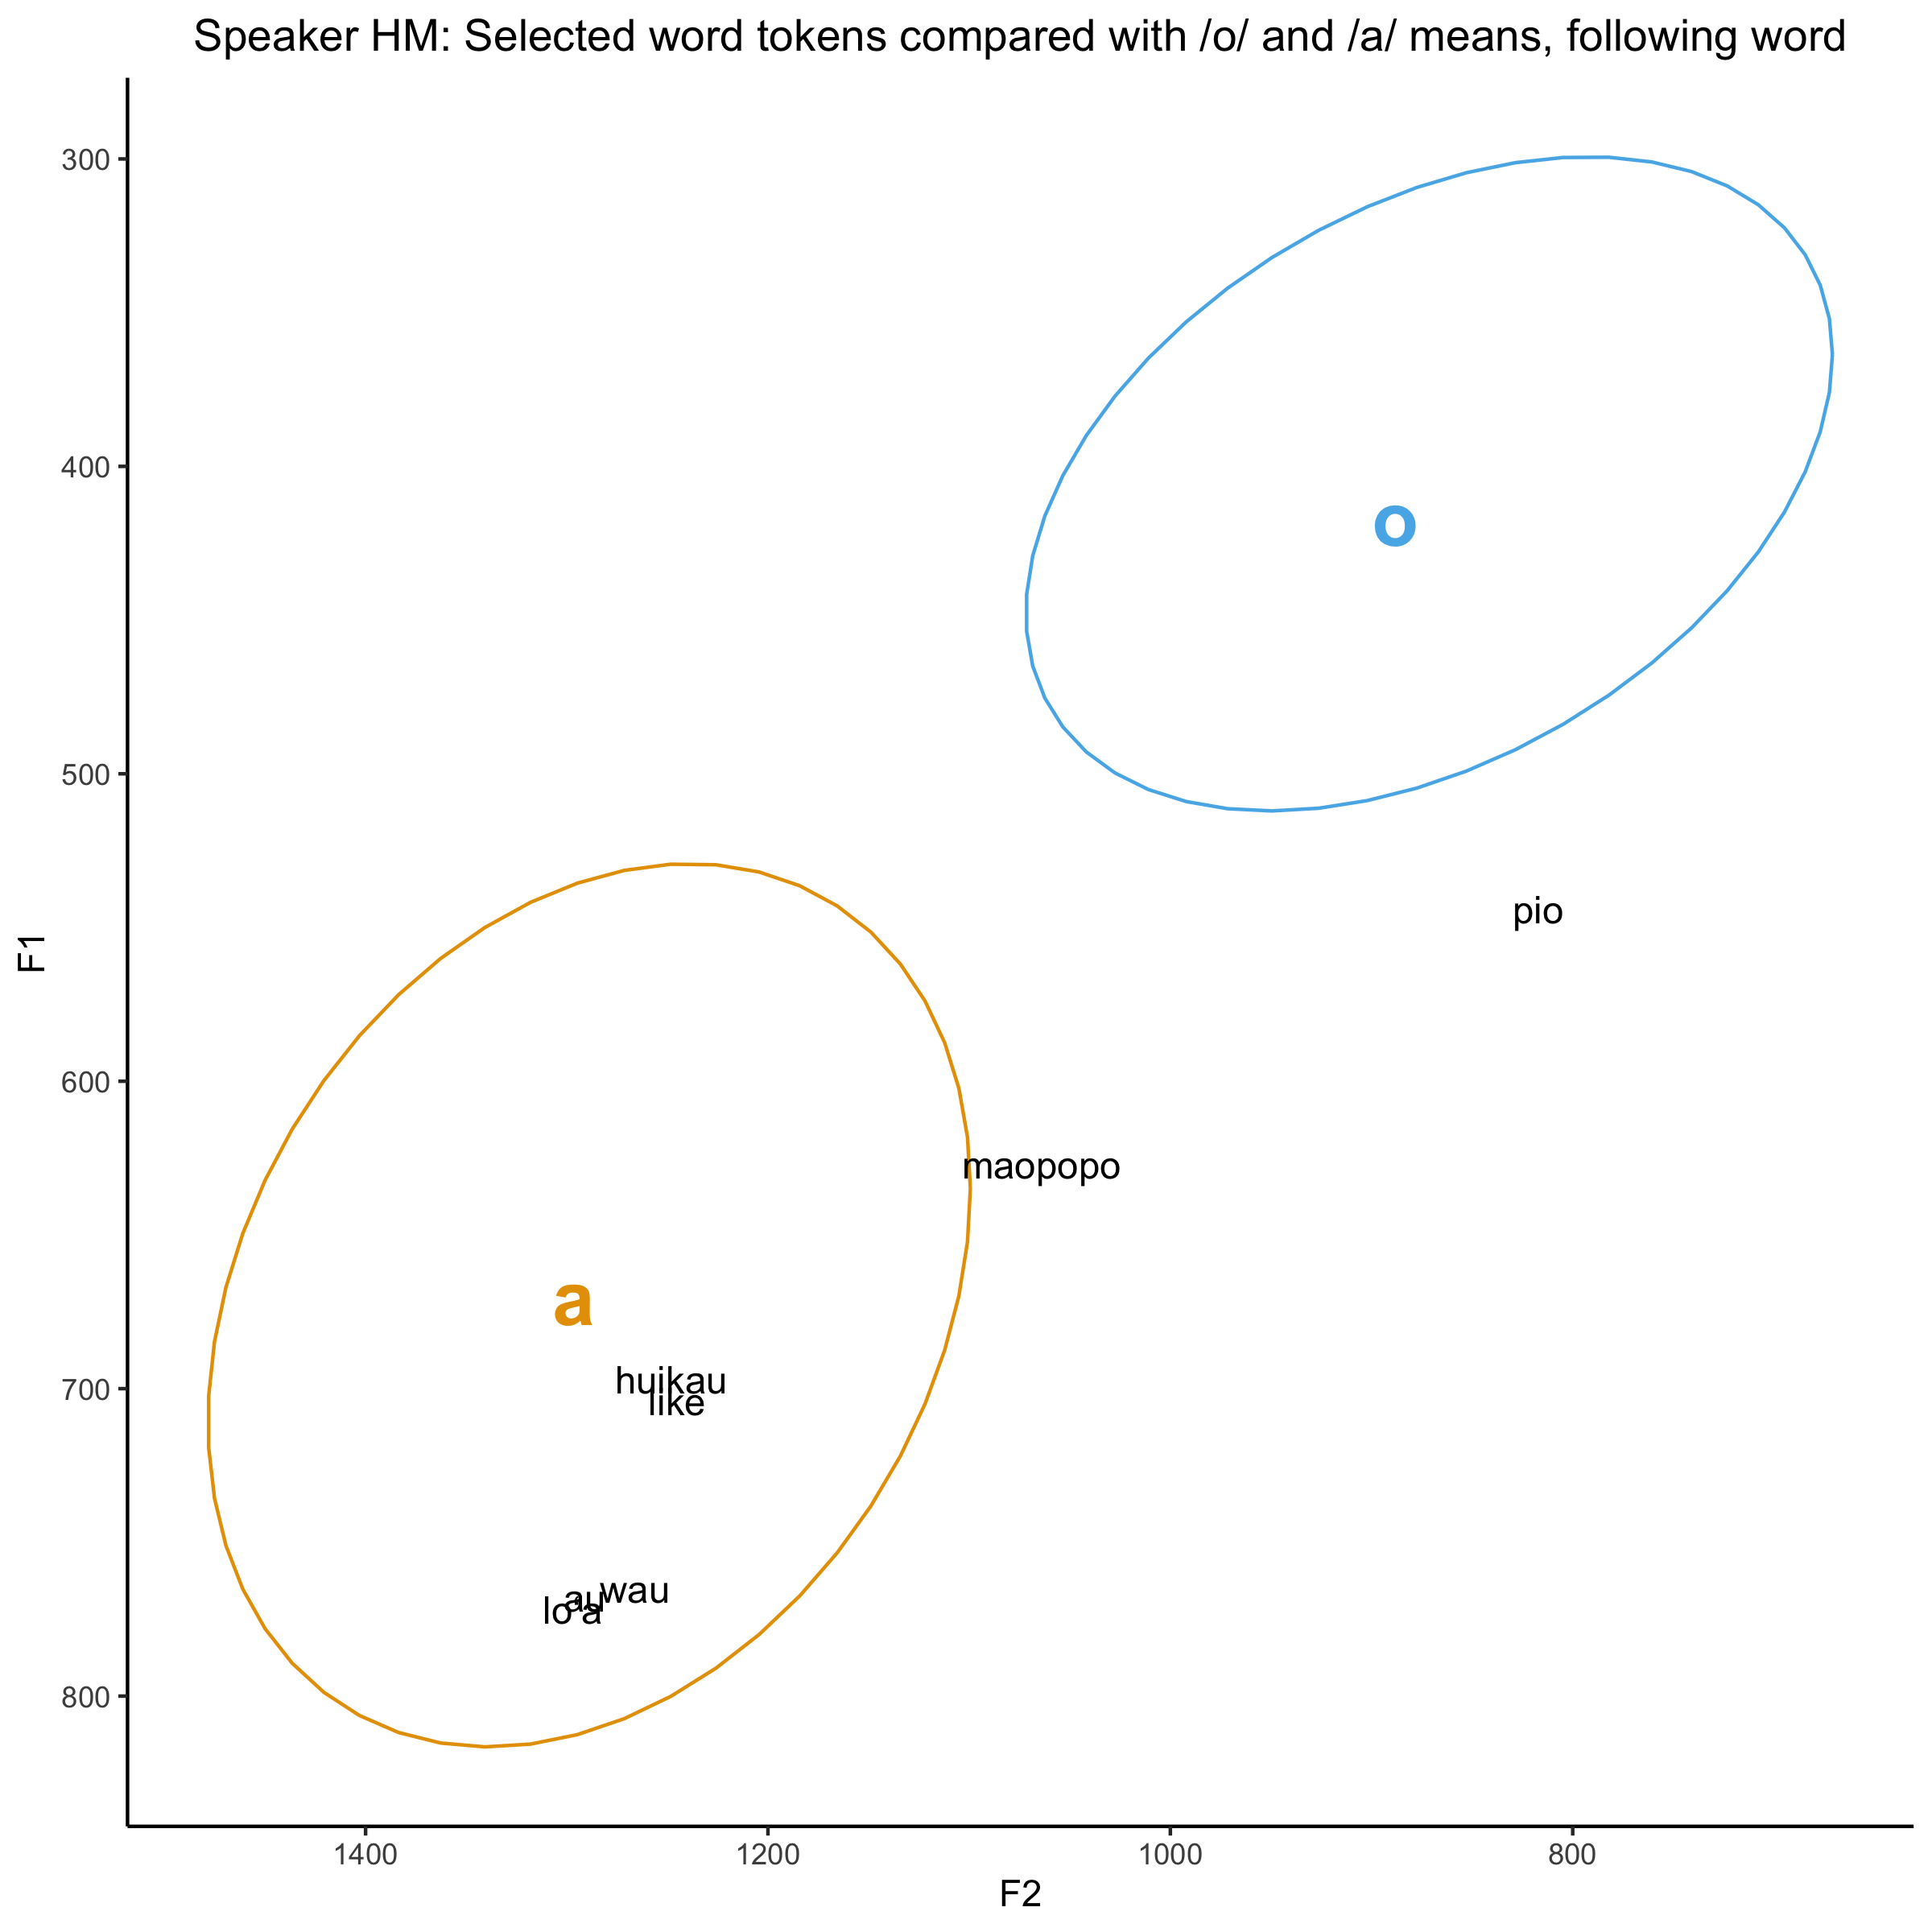 Speaker HM: Selected word tokens compared with /o/ and /a/ means, following word
300
400
o
500
pio
F1
600
maopopo
a
huikau
700
like
wau
au
loʻa
800
1400 1200 1000 800
F2